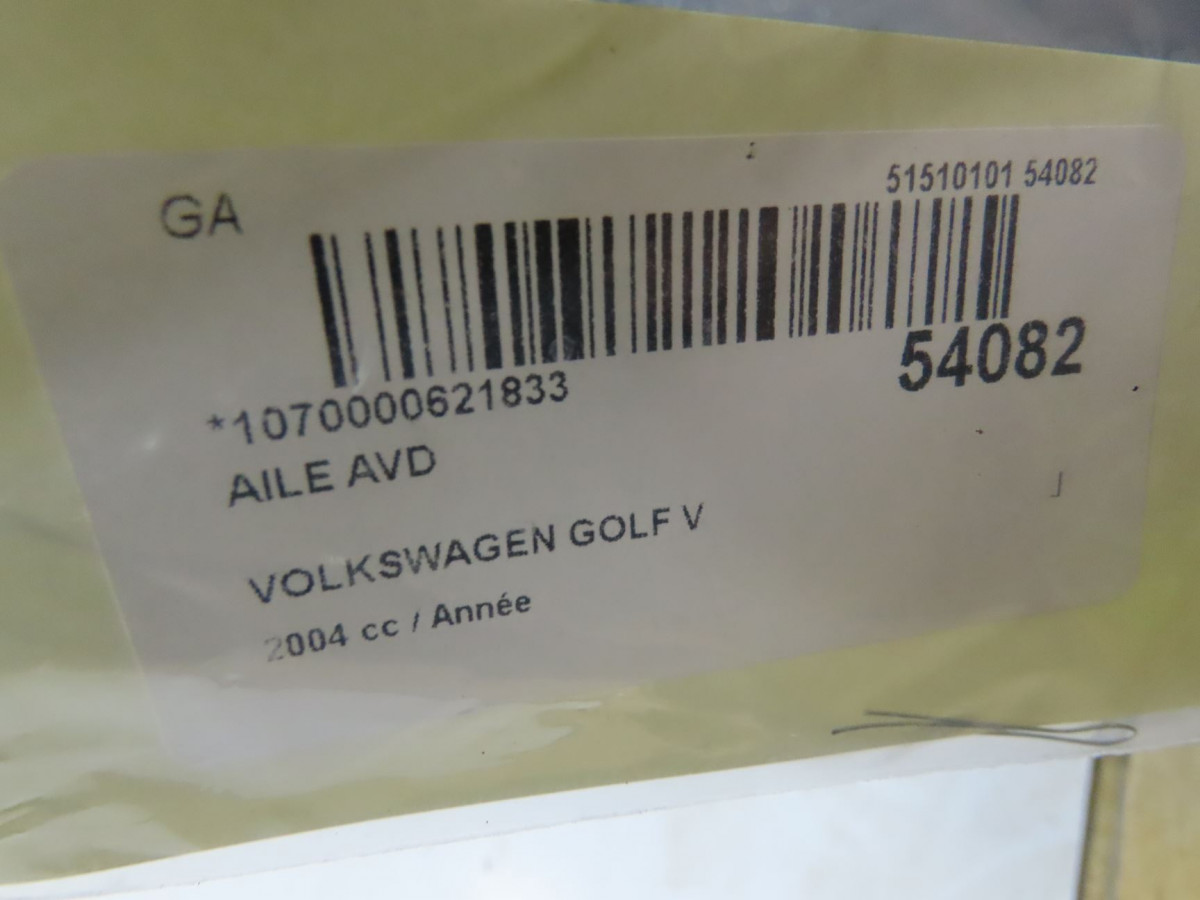 GA
51510101 54082
54082
*1070000621833
AILE AVD
VOLKSWAGEN GOLF V
2004 cc / Année